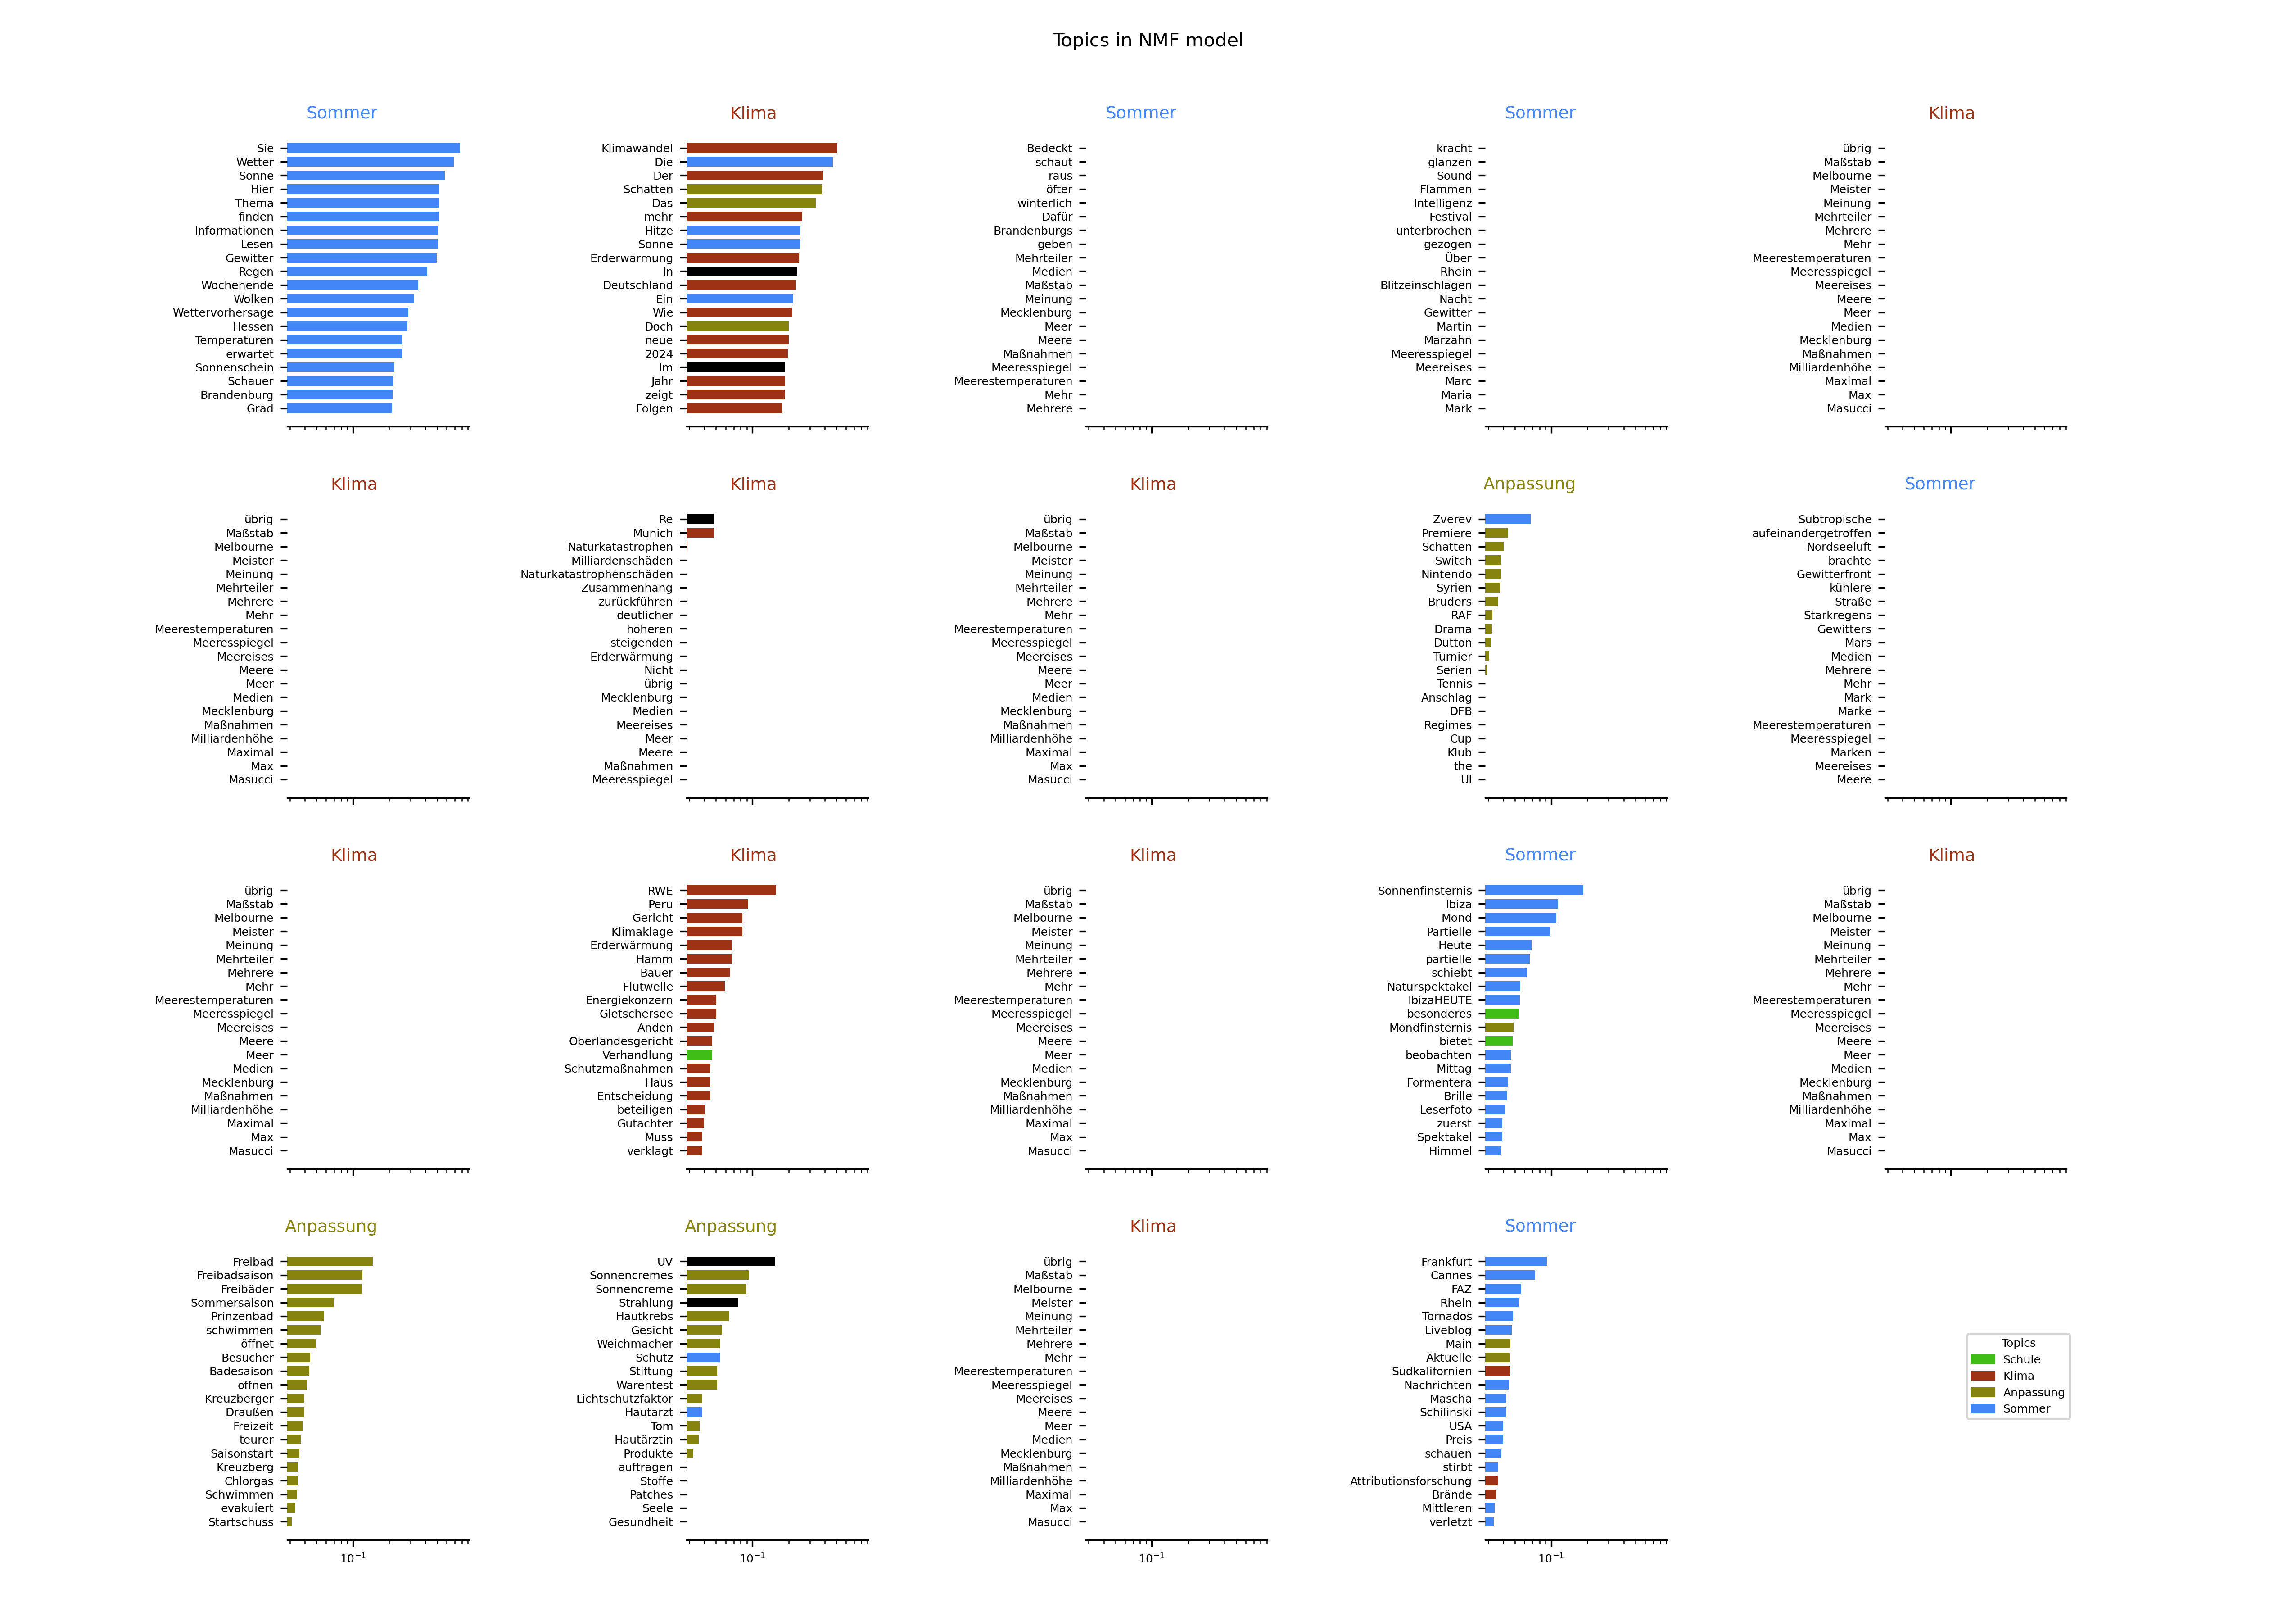 Topics in NMF model
Sommer
Sie
Wetter
Sonne
Hier
Thema
finden
Informationen
Lesen
Gewitter
Regen
Wochenende
Wolken
Wettervorhersage
Hessen
Temperaturen
erwartet
Sonnenschein
Schauer
Brandenburg
Grad
Klima
Klimawandel
Die
Der
Schatten
Das
mehr
Hitze
Sonne
Erderwärmung
In
Deutschland
Ein
Wie
Doch
neue
2024
Im
Jahr
zeigt
Folgen
Sommer
Bedeckt
schaut
raus
öfter
winterlich
Dafür
Brandenburgs
geben
Mehrteiler
Medien
Maßstab
Meinung
Mecklenburg
Meer
Meere
Maßnahmen
Meeresspiegel
Meerestemperaturen
Mehr
Mehrere
Sommer
kracht
glänzen
Sound
Flammen
Intelligenz
Festival
unterbrochen
gezogen
Über
Rhein
Blitzeinschlägen
Nacht
Gewitter
Martin
Marzahn
Meeresspiegel
Meereises
Marc
Maria
Mark
Klima
übrig
Maßstab
Melbourne
Meister
Meinung
Mehrteiler
Mehrere
Mehr
Meerestemperaturen
Meeresspiegel
Meereises
Meere
Meer
Medien
Mecklenburg
Maßnahmen
Milliardenhöhe
Maximal
Max
Masucci
Klima
übrig
Maßstab
Melbourne
Meister
Meinung
Mehrteiler
Mehrere
Mehr
Meerestemperaturen
Meeresspiegel
Meereises
Meere
Meer
Medien
Mecklenburg
Maßnahmen
Milliardenhöhe
Maximal
Max
Masucci
Klima
Re
Munich
Naturkatastrophen
Milliardenschäden
Naturkatastrophenschäden
Zusammenhang
zurückführen
deutlicher
höheren
steigenden
Erderwärmung
Nicht
übrig
Mecklenburg
Medien
Meereises
Meer
Meere
Maßnahmen
Meeresspiegel
Klima
übrig
Maßstab
Melbourne
Meister
Meinung
Mehrteiler
Mehrere
Mehr
Meerestemperaturen
Meeresspiegel
Meereises
Meere
Meer
Medien
Mecklenburg
Maßnahmen
Milliardenhöhe
Maximal
Max
Masucci
Anpassung
Zverev
Premiere
Schatten
Switch
Nintendo
Syrien
Bruders
RAF
Drama
Dutton
Turnier
Serien
Tennis
Anschlag
DFB
Regimes
Cup
Klub
the
UI
Sommer
Subtropische
aufeinandergetroffen
Nordseeluft
brachte
Gewitterfront
kühlere
Straße
Starkregens
Gewitters
Mars
Medien
Mehrere
Mehr
Mark
Marke
Meerestemperaturen
Meeresspiegel
Marken
Meereises
Meere
Klima
übrig
Maßstab
Melbourne
Meister
Meinung
Mehrteiler
Mehrere
Mehr
Meerestemperaturen
Meeresspiegel
Meereises
Meere
Meer
Medien
Mecklenburg
Maßnahmen
Milliardenhöhe
Maximal
Max
Masucci
Klima
RWE
Peru
Gericht
Klimaklage
Erderwärmung
Hamm
Bauer
Flutwelle
Energiekonzern
Gletschersee
Anden
Oberlandesgericht
Verhandlung
Schutzmaßnahmen
Haus
Entscheidung
beteiligen
Gutachter
Muss
verklagt
Klima
übrig
Maßstab
Melbourne
Meister
Meinung
Mehrteiler
Mehrere
Mehr
Meerestemperaturen
Meeresspiegel
Meereises
Meere
Meer
Medien
Mecklenburg
Maßnahmen
Milliardenhöhe
Maximal
Max
Masucci
Sommer
Sonnenfinsternis
Ibiza
Mond
Partielle
Heute
partielle
schiebt
Naturspektakel
IbizaHEUTE
besonderes
Mondfinsternis
bietet
beobachten
Mittag
Formentera
Brille
Leserfoto
zuerst
Spektakel
Himmel
Klima
übrig
Maßstab
Melbourne
Meister
Meinung
Mehrteiler
Mehrere
Mehr
Meerestemperaturen
Meeresspiegel
Meereises
Meere
Meer
Medien
Mecklenburg
Maßnahmen
Milliardenhöhe
Maximal
Max
Masucci
Anpassung
Freibad
Freibadsaison
Freibäder
Sommersaison
Prinzenbad
schwimmen
öffnet
Besucher
Badesaison
öffnen
Kreuzberger
Draußen
Freizeit
teurer
Saisonstart
Kreuzberg
Chlorgas
Schwimmen
evakuiert
Startschuss
10⁻¹
Anpassung
UV
Sonnencremes
Sonnencreme
Strahlung
Hautkrebs
Gesicht
Weichmacher
Schutz
Stiftung
Warentest
Lichtschutzfaktor
Hautarzt
Tom
Hautärztin
Produkte
auftragen
Stoffe
Patches
Seele
Gesundheit
10⁻¹
Klima
übrig
Maßstab
Melbourne
Meister
Meinung
Mehrteiler
Mehrere
Mehr
Meerestemperaturen
Meeresspiegel
Meereises
Meere
Meer
Medien
Mecklenburg
Maßnahmen
Milliardenhöhe
Maximal
Max
Masucci
10⁻¹
Sommer
Frankfurt
Cannes
FAZ
Rhein
Tornados
Liveblog
Main
Aktuelle
Südkalifornien
Nachrichten
Mascha
Schilinski
USA
Preis
schauen
stirbt
Attributionsforschung
Brände
Mittleren
verletzt
10⁻¹
Topics
Schule
Klima
Anpassung
Sommer